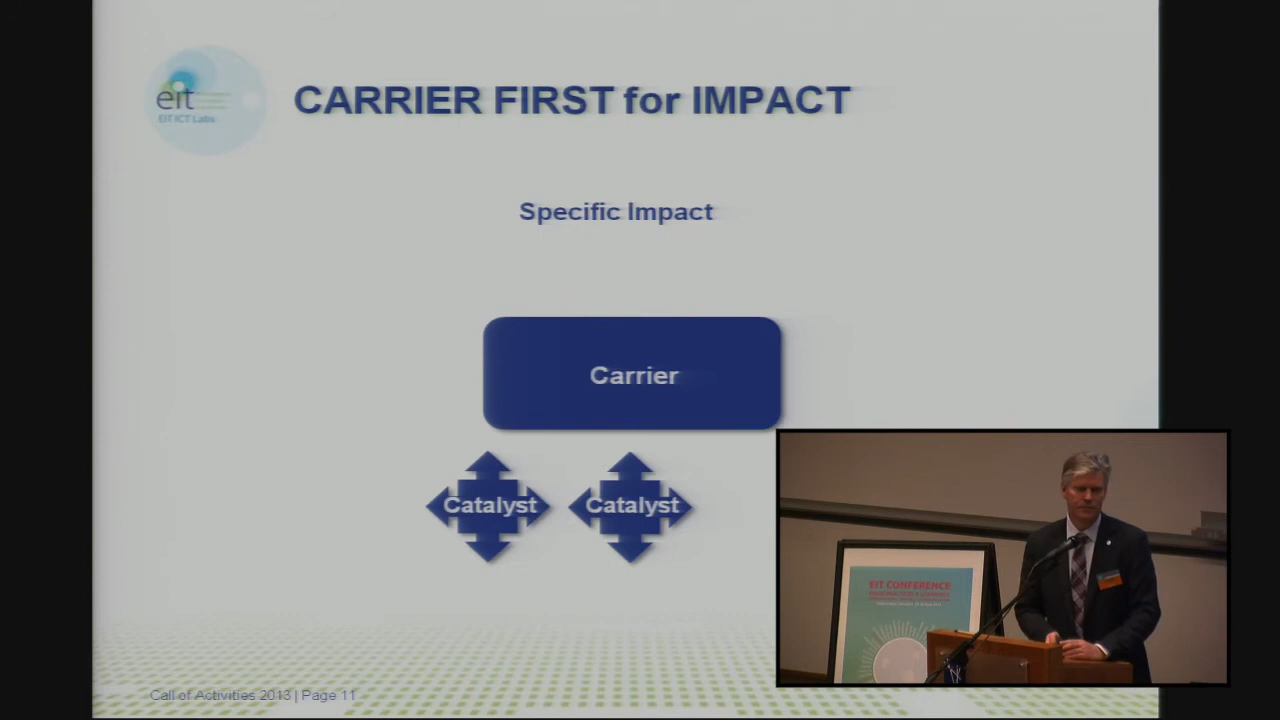 eit
EIT ICT Labs
CARRIER FIRST for IMPACT
Specific Impact
Carrier
Catalyst
Catalyst
Call of Activities 2013 | Page 11
EIT CONFERENCE